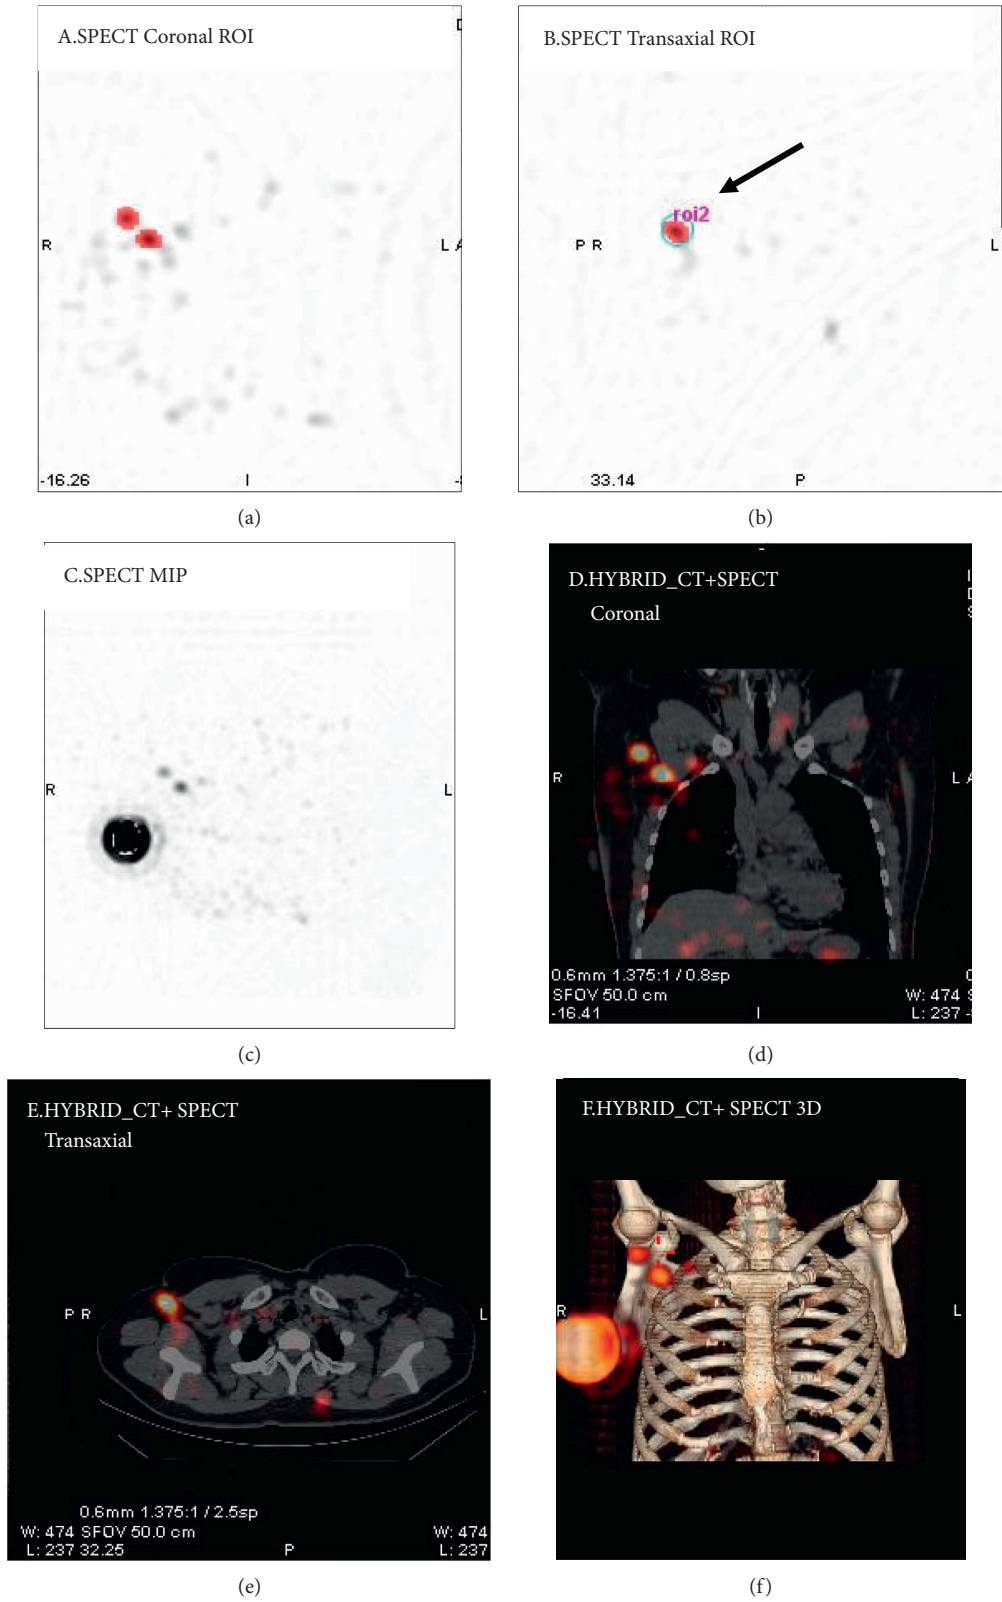 A.SPECT Coronal ROI
R
L A
-16.26
I
(a)
B.SPECT Transaxial ROI
roi2
P R
L
33.14
P
(b)
C.SPECT MIP
R
L
(c)
D.HYBRID_CT+SPECT
Coronal
R
L A
0.6mm 1.375:1 / 0.8sp
SFOV 50.0 cm
W: 474
-16.41
I
L: 237
(d)
E.HYBRID_CT+ SPECT
Transaxial
P R
L
0.6mm 1.375:1 / 2.5sp
W: 474 SFOV 50.0 cm
W: 474
L: 237 32.25
P
L: 237
(e)
F.HYBRID_CT+ SPECT 3D
R
L
(f)